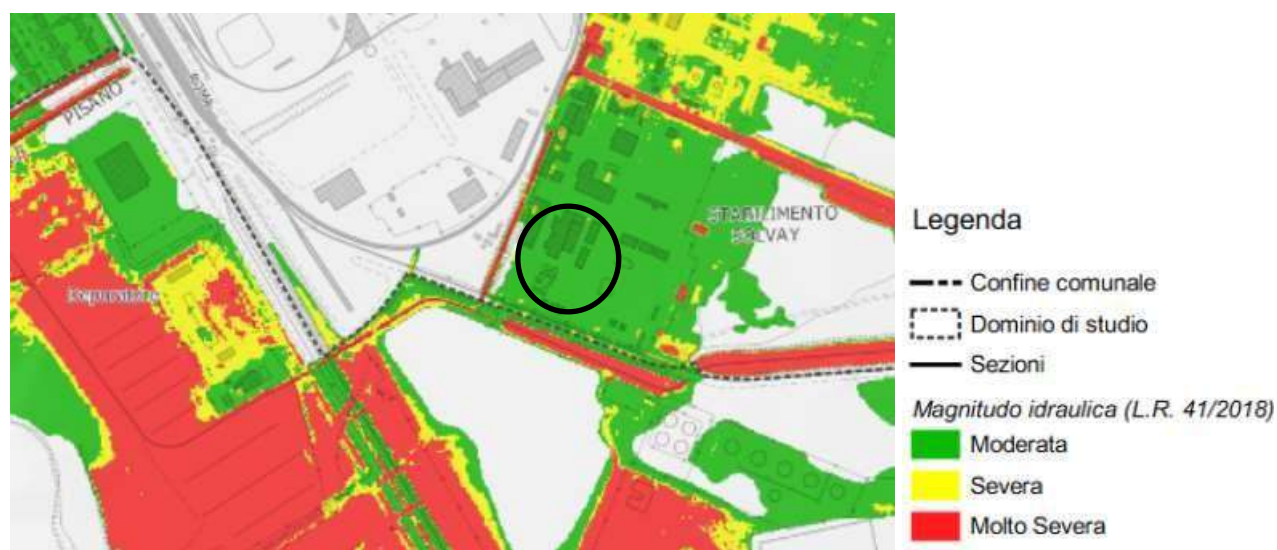 PISANO
ROMA
STABILIMENTO
SOLVAY
Depuratore
Legenda
Confine comunale
Dominio di studio
Sezioni
Magnitudo idraulica (L.R. 41/2018)
Moderata
Severa
Molto Severa